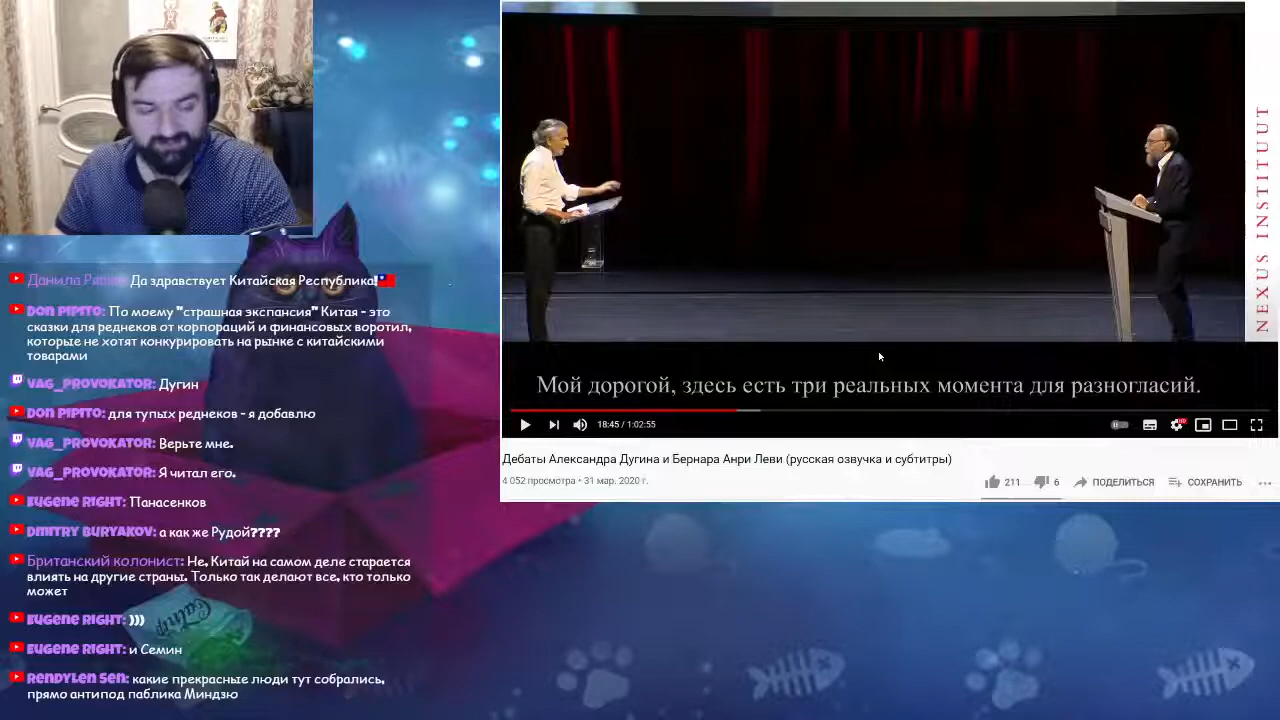 Данила Да здравствует Китайская Республика!
DON PIPITO: По моему "страшная экспансия" Китая - это
сказки для реднеков от корпораций и финансовых воротил,
которые не хотят конкурировать на рынке с китайскими
товарами
VAG_PROVOKATOR: Дугин
DON PIPITO: для тупых реднеков - я добавлю
VAG_PROVOKATOR: Верьте мне.
VAG_PROVOKATOR: Я читал его.
EUGENE RIGHT: Панасенков
DMITRY BURYAKOV: а как же Рудой????
Британский колонист: Не, Китай на самом деле старается
влиять на другие страны. Только так делают все, кто только
может
EUGENE RIGHT: )))
EUGENE RIGHT: и Семин
RENDYLEN SEN: какие прекрасные люди тут собрались,
прямо антипод паблика Миндзю
Catnip
NEXUS INSTITUUT
Мой дорогой, здесь есть три реальных момента для разногласий.
18:45 / 1:02:55
HD
Дебаты Александра Дугина и Бернара Анри Леви (русская озвучка и субтитры)
4 052 просмотра • 31 мар. 2020 г.
211
6
ПОДЕЛИТЬСЯ
СОХРАНИТЬ